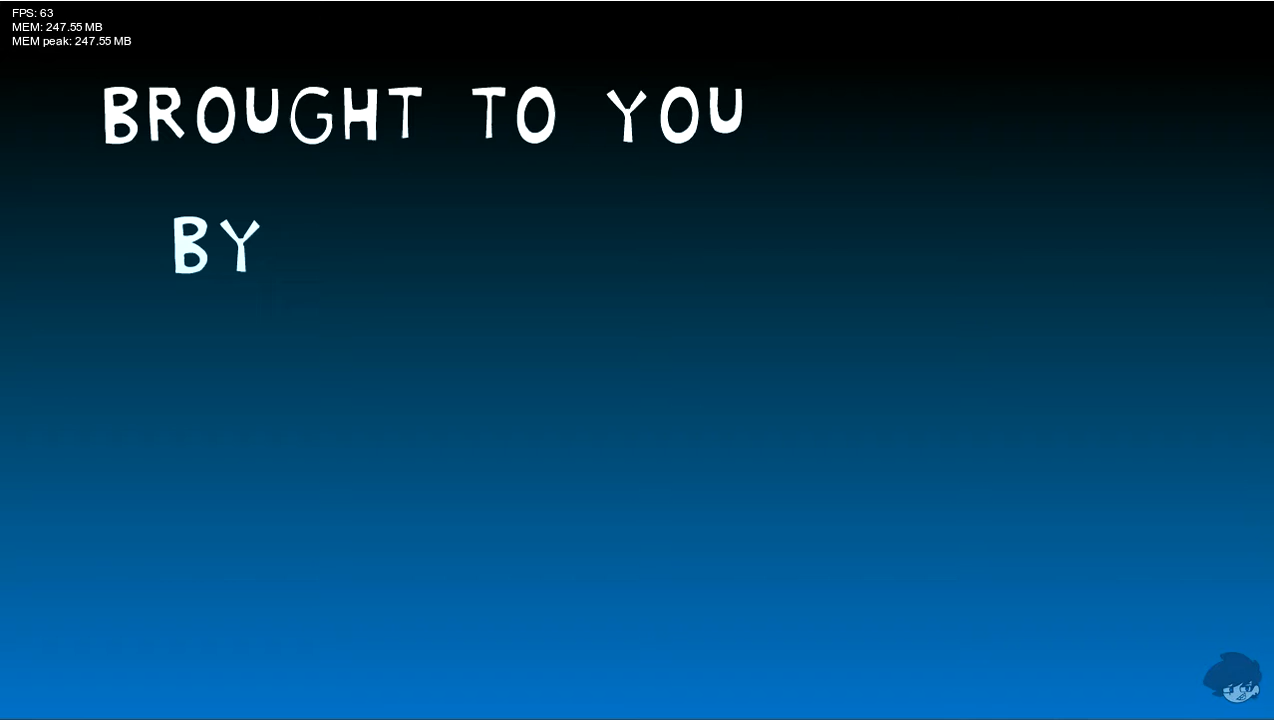 FPS: 63
MEM: 247.55 MB
MEM peak: 247.55 MB
BROUGHT TO YOU
BY